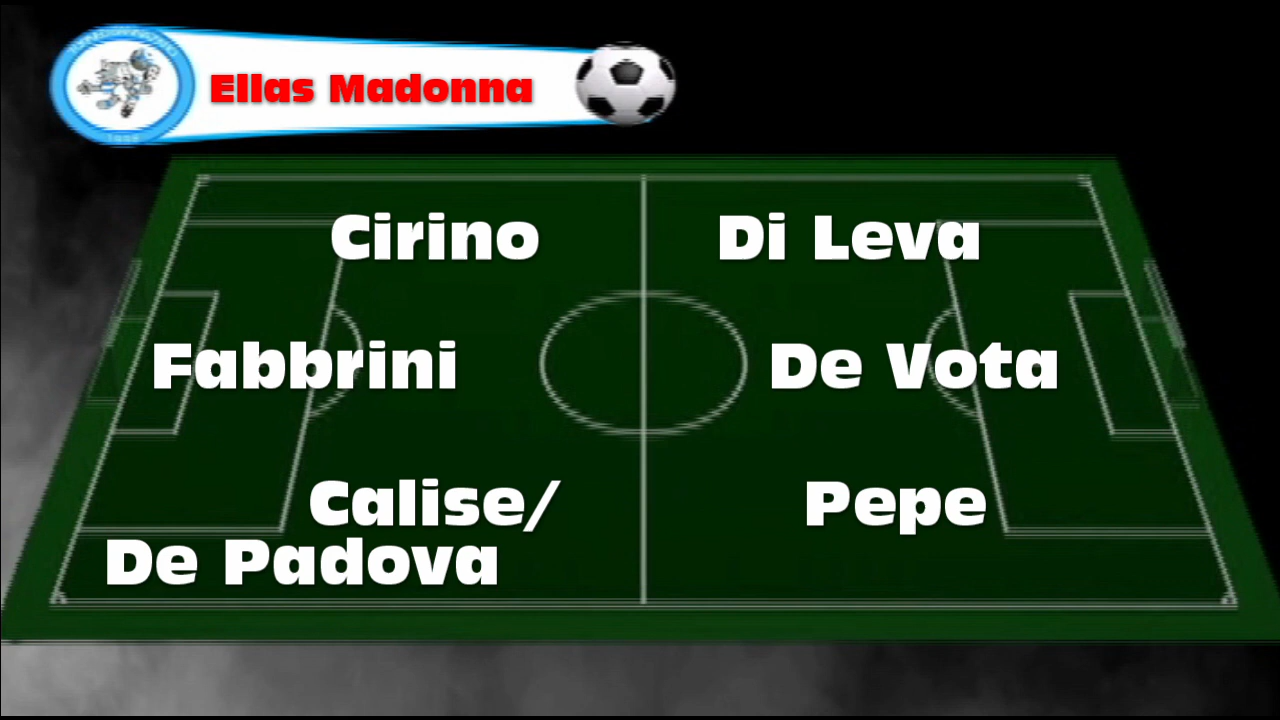 Ellas Madonna
Cirino
Di Leva
Fabbrini
De Vota
Calise/
De Padova
Pepe